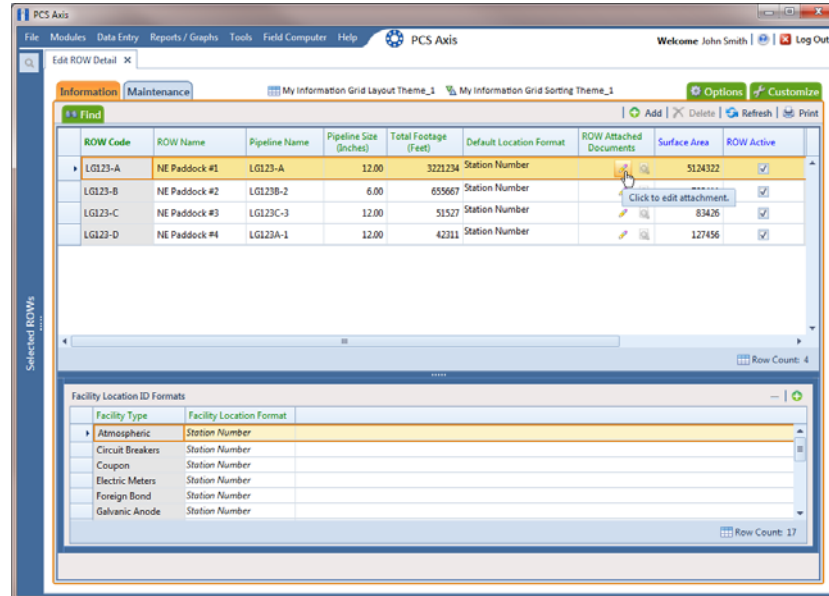 PCS Axis
File Modules Data Entry Reports / Graphs Tools Field Computer Help PCS Axis Welcome John Smith Log Out
Edit ROW Detail
Information Maintenance My Information Grid Layout Theme_1 My Information Grid Sorting Theme_1 Options Customize
Find Add Delete Refresh Print
ROW Code ROW Name Pipeline Name Pipeline Size (Inches) Total Footage (Feet) Default Location Format ROW Attached Documents Surface Area ROW Active
LG123-A NE Paddock #1 LG123-A 12.00 3221234 Station Number 5124322
LG123-B NE Paddock #2 LG123B-2 6.00 655667 Station Number
Click to edit attachment.
LG123-C NE Paddock #3 LG123C-3 12.00 51527 Station Number 83426
LG123-D NE Paddock #4 LG123A-1 12.00 42311 Station Number 127456
Selected ROWs
Row Count: 4
Facility Location ID Formats
Facility Type Facility Location Format
Atmospheric Station Number
Circuit Breakers Station Number
Coupon Station Number
Electric Meters Station Number
Foreign Bond Station Number
Galvanic Anode Station Number
Row Count: 17